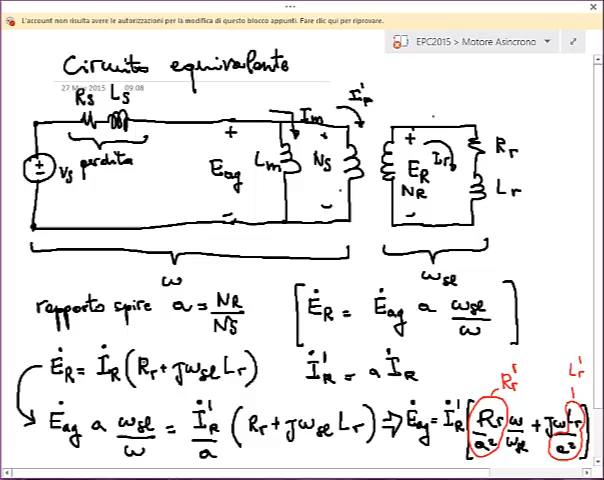 L'account non risulta avere le autorizzazioni per la modifica di questo blocco appunti. Fare clic qui per riprovare.
EPC2015 > Motore Asincrono
Circuito equivalente
27 May 2015 09:08
Rs Ls
perdita
Vs
Eag
Lm
Im
NS
I'r
ER
NR
Ir
Rr
Lr
ω
ωsl
rapporto spire a = NR/NS
[ĖR = Ėag a ωsl/ω]
ĖR = İR (Rr + jωsl Lr)
İ'R = a İR
R'r
L'r
Ėag a ωsl/ω = İ'R/a (Rr + jωsl Lr) ⇒ Ėag = İ'R [Rr/a² ω/ωsl + jω Lr/a²]